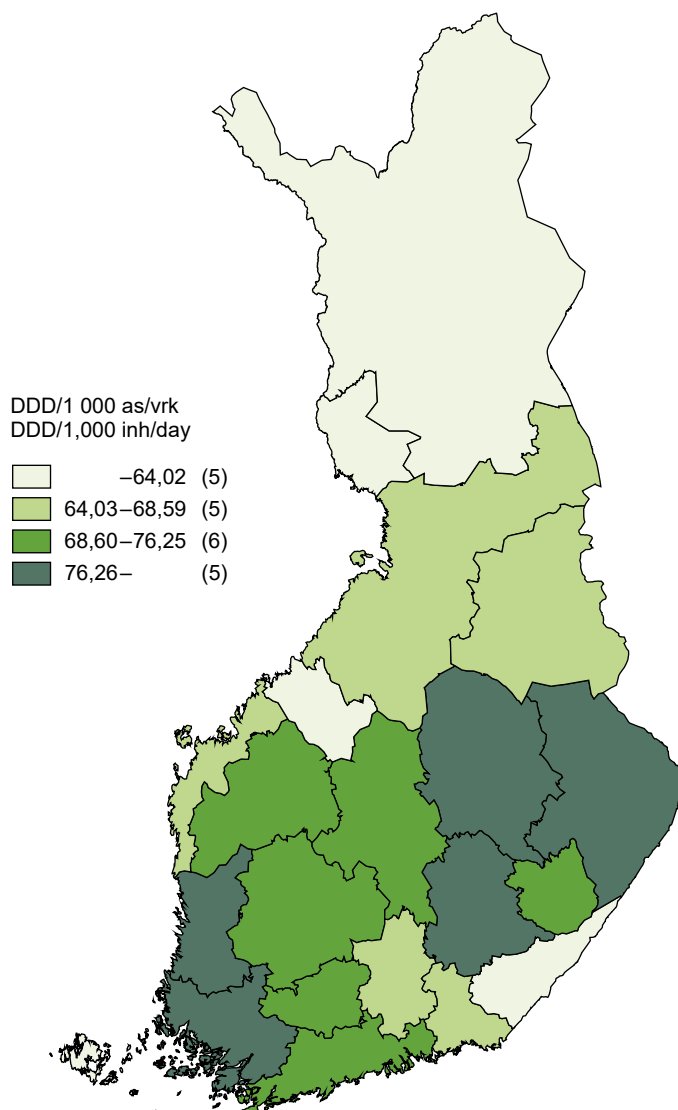 DDD/1 000 as/vrk
DDD/1,000 inh/day
–64,02 (5)
64,03–68,59 (5)
68,60–76,25 (6)
76,26– (5)